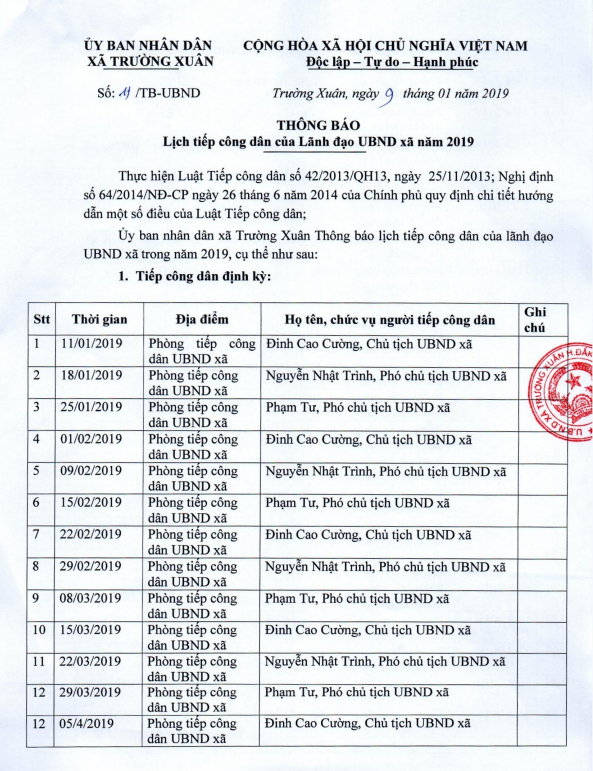 ỦY BAN NHÂN DÂN
XÃ TRƯỜNG XUÂN
CỘNG HÒA XÃ HỘI CHỦ NGHĨA VIỆT NAM
Độc lập – Tự do – Hạnh phúc
Số: /TB-UBND
Trường Xuân, ngày 9 tháng 01 năm 2019
THÔNG BÁO
Lịch tiếp công dân của Lãnh đạo UBND xã năm 2019
Thực hiện Luật Tiếp công dân số 42/2013/QH13, ngày 25/11/2013; Nghị định
số 64/2014/NĐ-CP ngày 26 tháng 6 năm 2014 của Chính phủ quy định chi tiết hướng
dẫn một số điều của Luật Tiếp công dân;
Ủy ban nhân dân xã Trường Xuân Thông báo lịch tiếp công dân của lãnh đạo
UBND xã trong năm 2019, cụ thể như sau:
1. Tiếp công dân định kỳ:
Stt Thời gian Địa điểm Họ tên, chức vụ người tiếp công dân Ghi
chú
1 11/01/2019 Phòng tiếp công Đinh Cao Cường, Chủ tịch UBND xã
dân UBND xã
2 18/01/2019 Phòng tiếp công Nguyễn Nhật Trình, Phó chủ tịch UBND xã
dân UBND xã
3 25/01/2019 Phòng tiếp công Phạm Tư, Phó chủ tịch UBND xã
dân UBND xã
4 01/02/2019 Phòng tiếp công Đinh Cao Cường, Chủ tịch UBND xã
dân UBND xã
5 09/02/2019 Phòng tiếp công Nguyễn Nhật Trình, Phó chủ tịch UBND xã
dân UBND xã
6 15/02/2019 Phòng tiếp công Phạm Tư, Phó chủ tịch UBND xã
dân UBND xã
7 22/02/2019 Phòng tiếp công Đinh Cao Cường, Chủ tịch UBND xã
dân UBND xã
8 29/02/2019 Phòng tiếp công Nguyễn Nhật Trình, Phó chủ tịch UBND xã
dân UBND xã
9 08/03/2019 Phòng tiếp công Phạm Tư, Phó chủ tịch UBND xã
dân UBND xã
10 15/03/2019 Phòng tiếp công Đinh Cao Cường, Chủ tịch UBND xã
dân UBND xã
11 22/03/2019 Phòng tiếp công Nguyễn Nhật Trình, Phó chủ tịch UBND xã
dân UBND xã
12 29/03/2019 Phòng tiếp công Phạm Tư, Phó chủ tịch UBND xã
dân UBND xã
12 05/4/2019 Phòng tiếp công Đinh Cao Cường, Chủ tịch UBND xã
dân UBND xã
U.B.N.D XÃ TRƯỜNG XUÂN H.ĐẮK